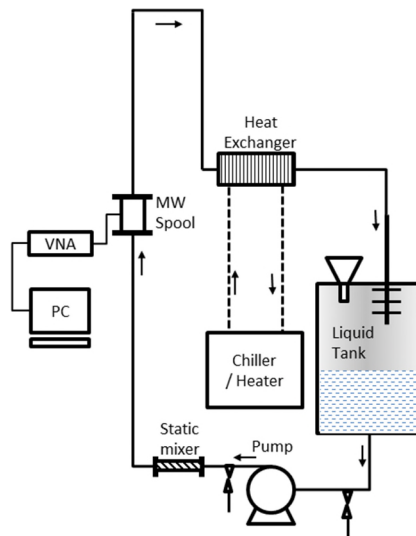 Heat
Exchanger
MW
Spool
VNA
PC
Liquid
Tank
Chiller
/ Heater
Static
mixer
Pump